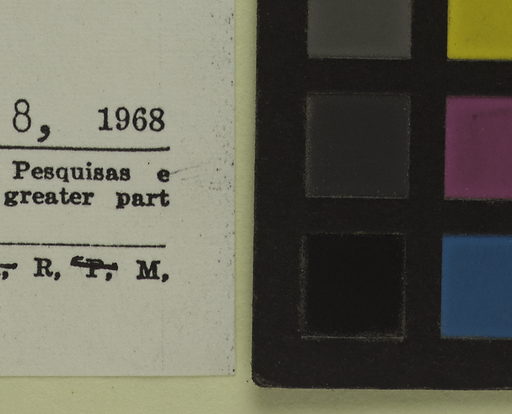 8, 1968
Pesquisas e
greater part
R, P, M,